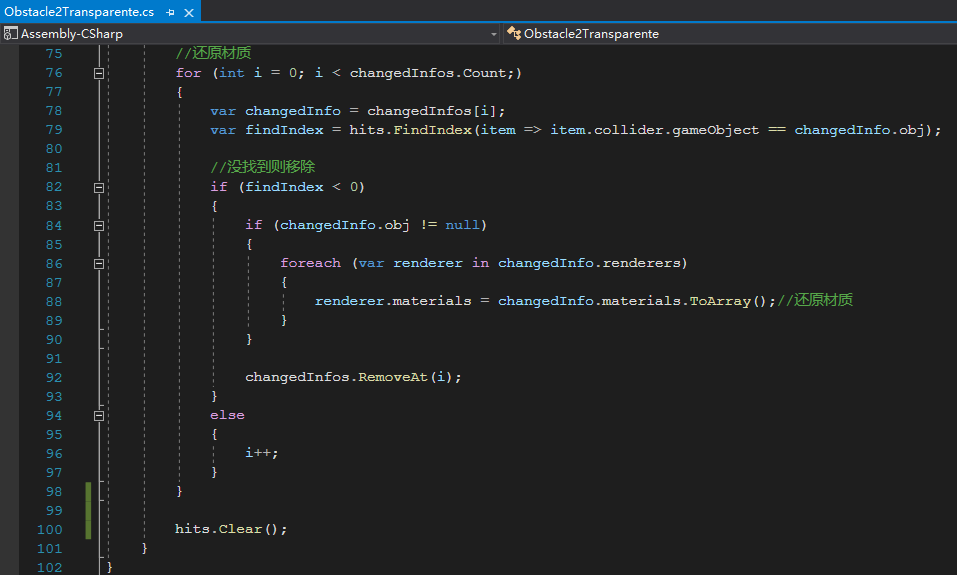 Obstacle2Transparente.cs
Assembly-CSharp
Obstacle2Transparente
75 //还原材质
76 for (int i = 0; i < changedInfos.Count;)
77 {
78 var changedInfo = changedInfos[i];
79 var findIndex = hits.FindIndex(item => item.collider.gameObject == changedInfo.obj);
80
81 //没找到则移除
82 if (findIndex < 0)
83 {
84 if (changedInfo.obj != null)
85 {
86 foreach (var renderer in changedInfo.renderers)
87 {
88 renderer.materials = changedInfo.materials.ToArray();//还原材质
89 }
90 }
91
92 changedInfos.RemoveAt(i);
93 }
94 else
95 {
96 i++;
97 }
98 }
99
100 hits.Clear();
101 }
102 }